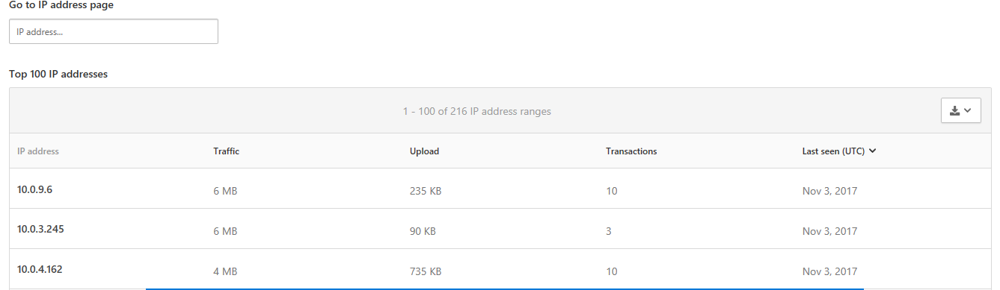 Go to IP address page
IP address...
Top 100 IP addresses
1 - 100 of 216 IP address ranges
IP address Traffic Upload Transactions Last seen (UTC)
10.0.9.6 6 MB 235 KB 10 Nov 3, 2017
10.0.3.245 6 MB 90 KB 3 Nov 3, 2017
10.0.4.162 4 MB 735 KB 10 Nov 3, 2017